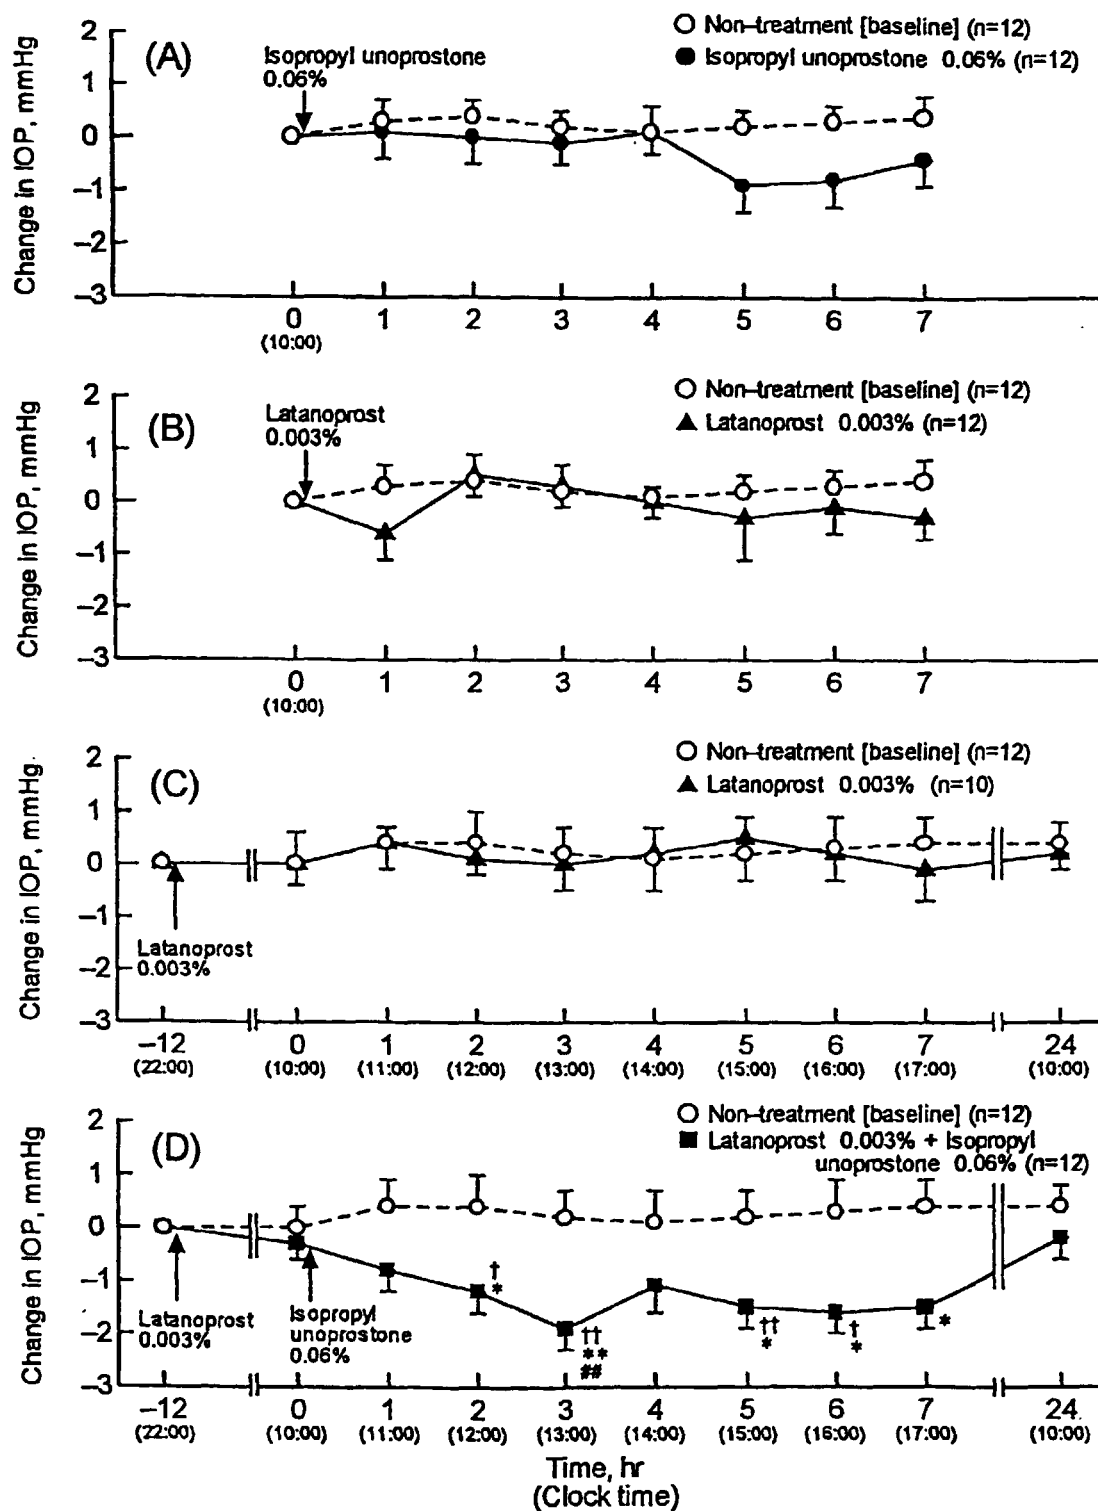 (A)
Isopropyl unoprostone
0.06%
○ Non-treatment [baseline] (n=12)
● Isopropyl unoprostone 0.06% (n=12)
Change in IOP, mmHg
2
1
0
–1
–2
–3
0 1 2 3 4 5 6 7
(10:00)
(B)
Latanoprost
0.003%
○ Non-treatment [baseline] (n=12)
▲ Latanoprost 0.003% (n=12)
Change in IOP, mmHg
2
1
0
–1
–2
–3
0 1 2 3 4 5 6 7
(10:00)
(C)
○ Non-treatment [baseline] (n=12)
▲ Latanoprost 0.003% (n=10)
Change in IOP, mmHg.
2
1
0
–1
–2
–3
Latanoprost
0.003%
–12 0 1 2 3 4 5 6 7 24
(22:00) (10:00) (11:00) (12:00) (13:00) (14:00) (15:00) (16:00) (17:00) (10:00)
(D)
○ Non-treatment [baseline] (n=12)
■ Latanoprost 0.003% + Isopropyl
unoprostone 0.06% (n=12)
Change in IOP, mmHg
2
1
0
–1
–2
–3
Latanoprost
0.003%
Isopropyl
unoprostone
0.06%
†
*
††
**
##
††
*
†
*
*
–12 0 1 2 3 4 5 6 7 24
(22:00) (10:00) (11:00) (12:00) (13:00) (14:00) (15:00) (16:00) (17:00) (10:00)
Time, hr
(Clock time)